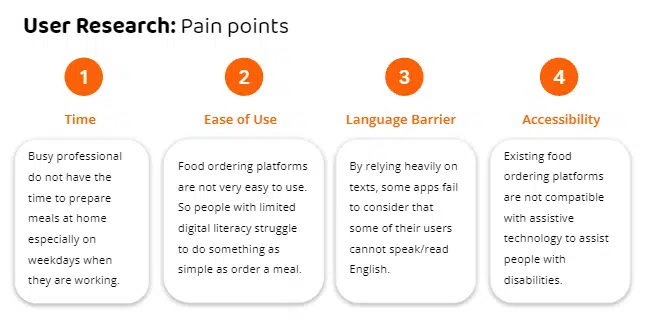 User Research: Pain points
1
Time
Busy professional
do not have the
time to prepare
meals at home
especially on
weekdays when
they are working.
2
Ease of Use
Food ordering platforms
are not very easy to use.
So people with limited
digital literacy struggle
to do something as
simple as order a meal.
3
Language Barrier
By relying heavily on
texts, some apps fail
to consider that
some of their users
cannot speak/read
English.
4
Accessibility
Existing food
ordering platforms
are not compatible
with assistive
technology to assist
people with
disabilities.